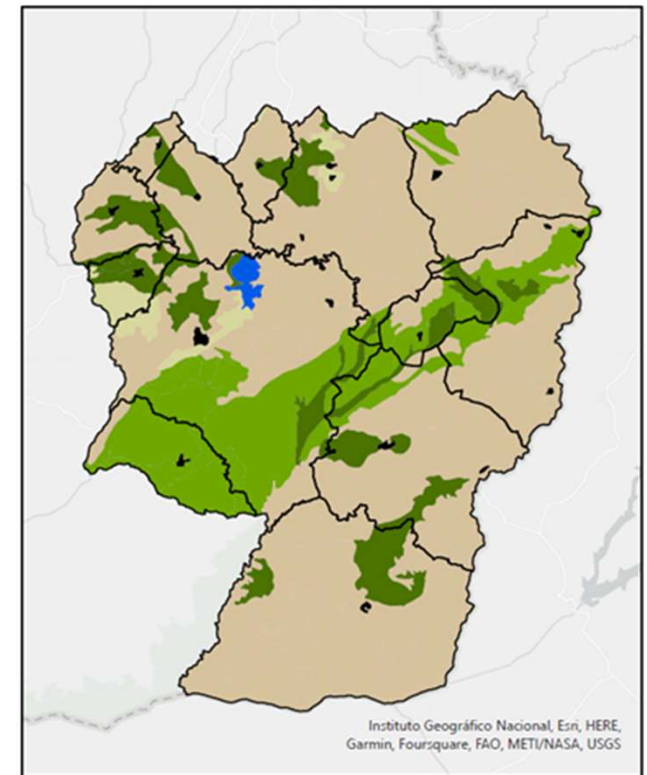 Instituto Geográfico Nacional, Esri, HERE,
Garmin, Foursquare, FAO, METI/NASA, USGS